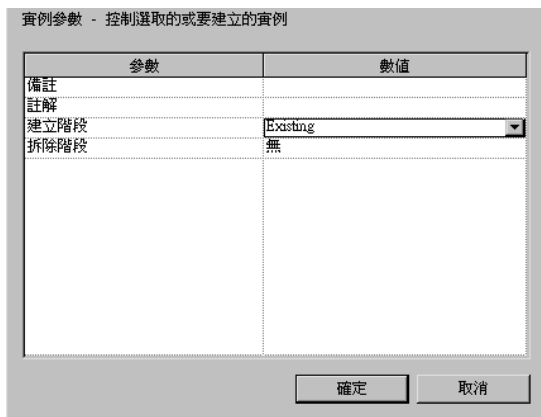 實例參數 - 控制選取的或要建立的實例
參數 數值
備註
註解
建立階段 Existing
拆除階段 無
確定 取消